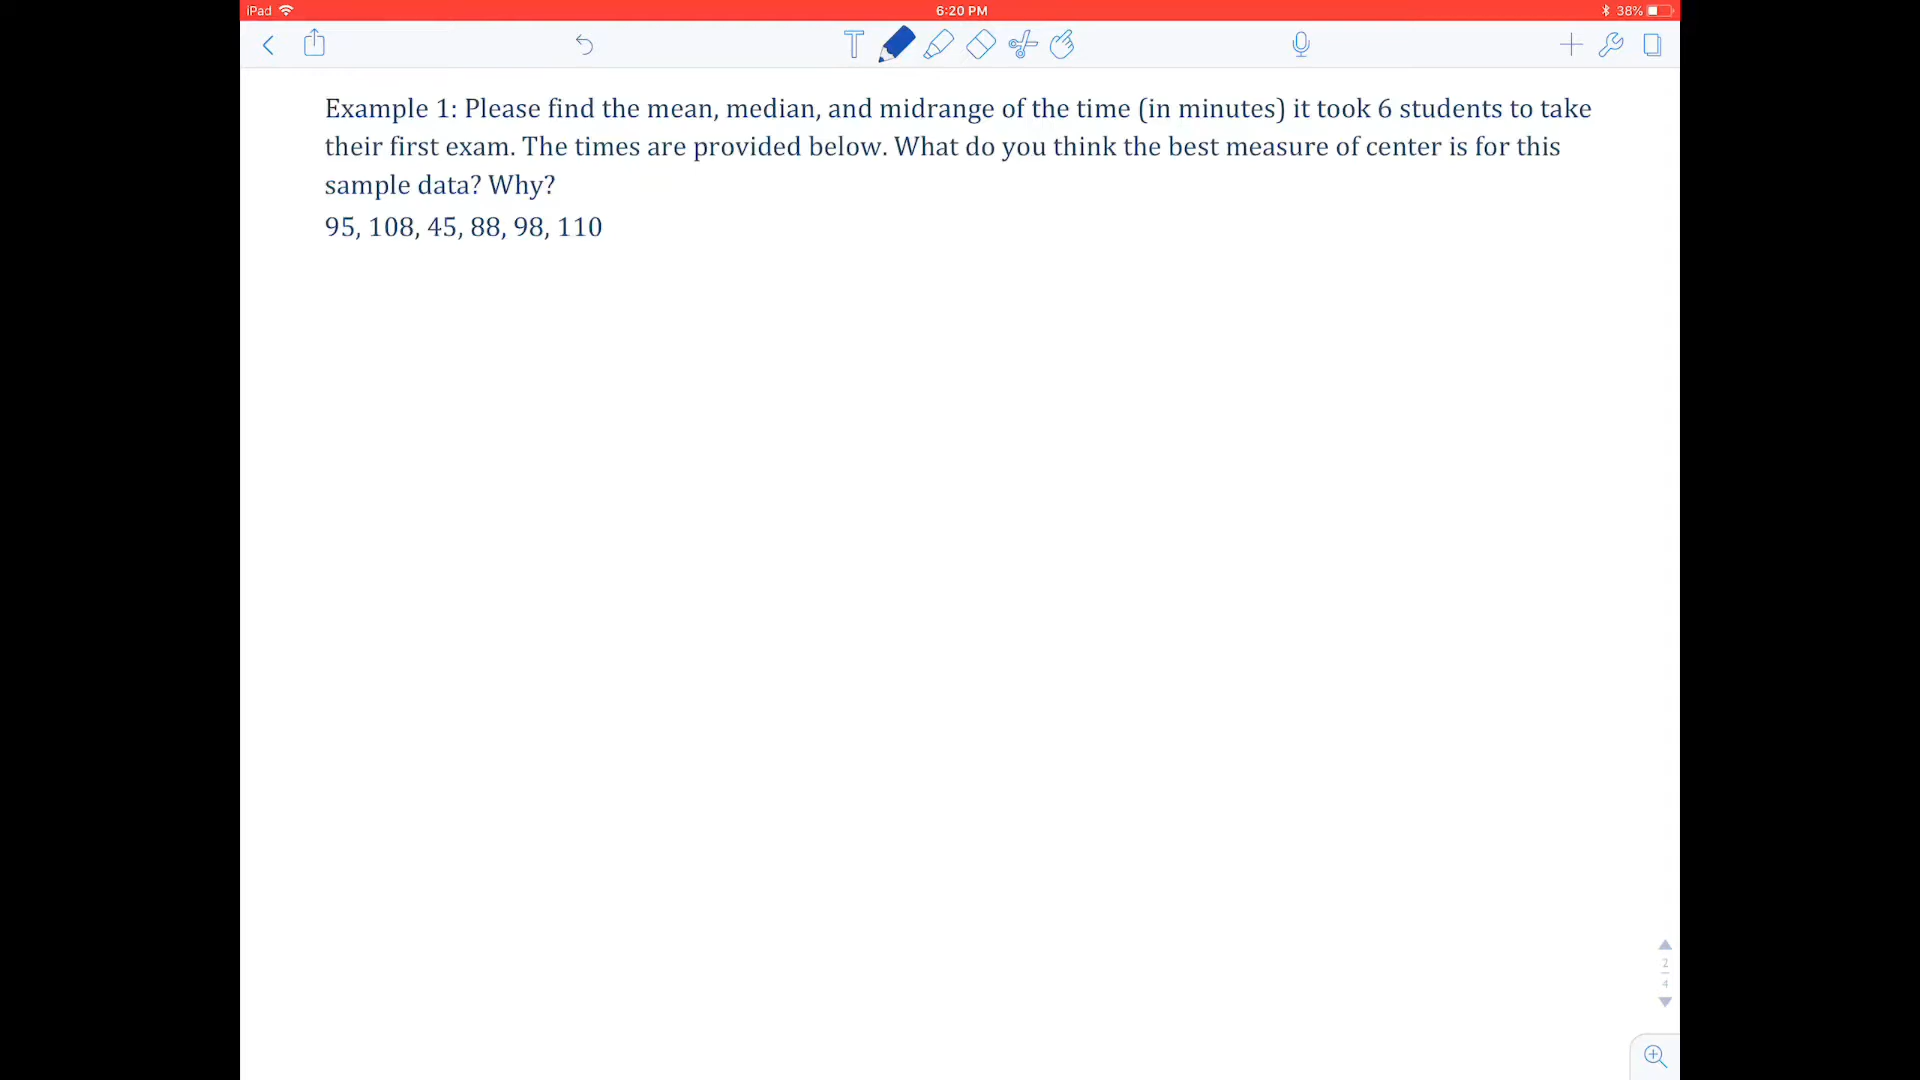 iPad
6:20 PM
38%
T
Example 1: Please find the mean, median, and midrange of the time (in minutes) it took 6 students to take
their first exam. The times are provided below. What do you think the best measure of center is for this
sample data? Why?
95, 108, 45, 88, 98, 110
2
4